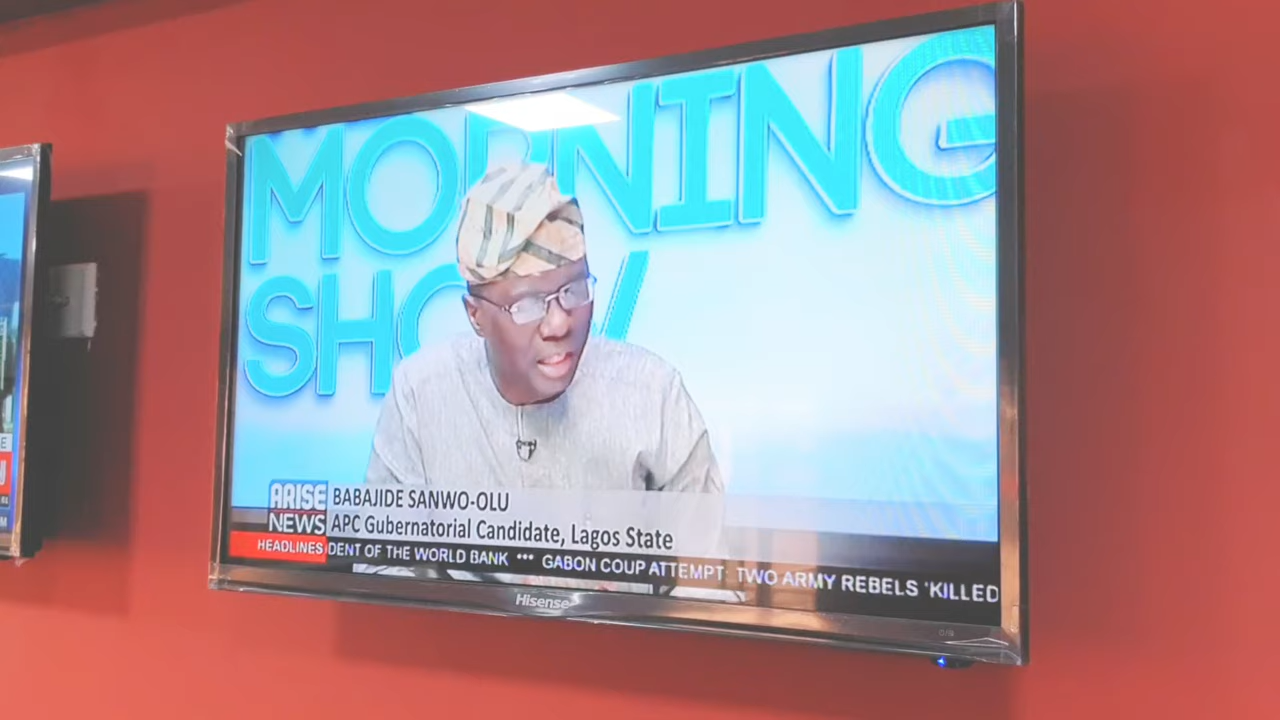 MORNING
SHOW
ARISE
NEWS
BABAJIDE SANWO-OLU
APC Gubernatorial Candidate, Lagos State
HEADLINES
DENT OF THE WORLD BANK *** GABON COUP ATTEMPT: TWO ARMY REBELS 'KILLED
Hisense